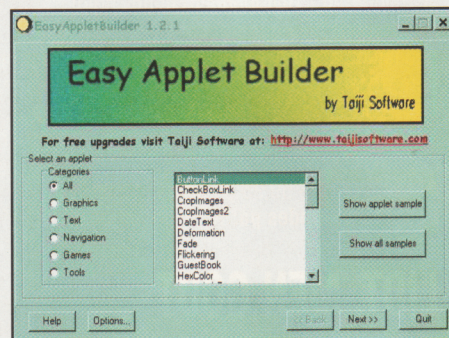 EasyAppletBuilder 1.2.1
Easy Applet Builder
by Taiji Software
For free upgrades visit Taiji Software at: http://www.taijisoftware.com
Select an applet
Categories
All
Graphics
Text
Navigation
Games
Tools
ButtonLink
CheckBoxLink
CropImages
CropImages2
DateText
Deformation
Fade
Flickering
GuestBook
HexColor
Show applet sample
Show all samples
Help
Options...
<< Back
Next >>
Quit